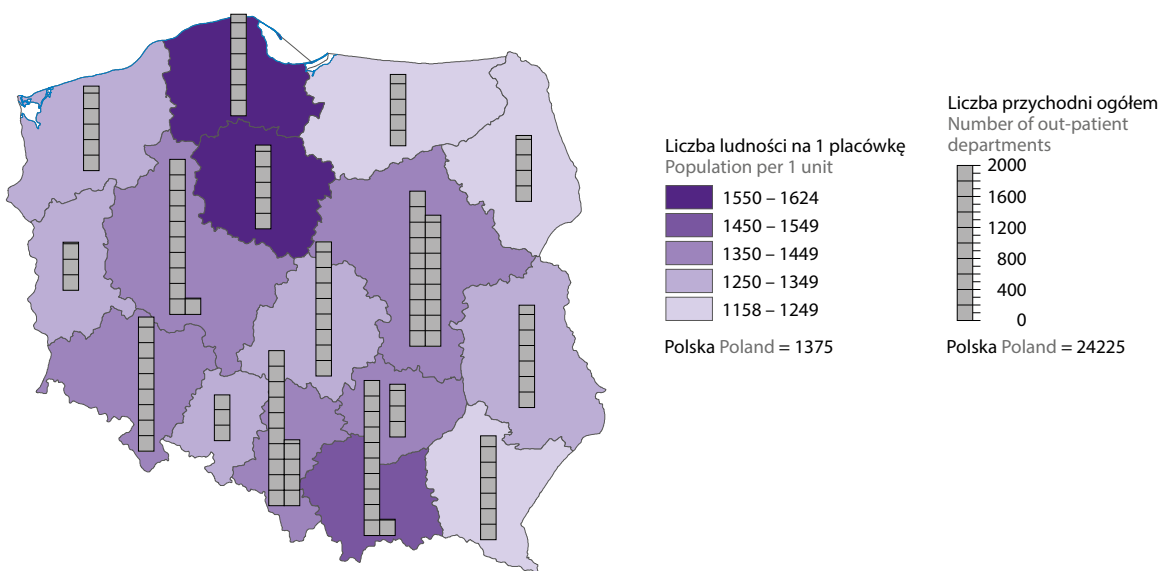 Liczba ludności na 1 placówkę
Population per 1 unit
1550 – 1624
1450 – 1549
1350 – 1449
1250 – 1349
1158 – 1249
Polska Poland = 1375
Liczba przychodni ogółem
Number of out-patient
departments
2000
1600
1200
800
400
0
Polska Poland = 24225